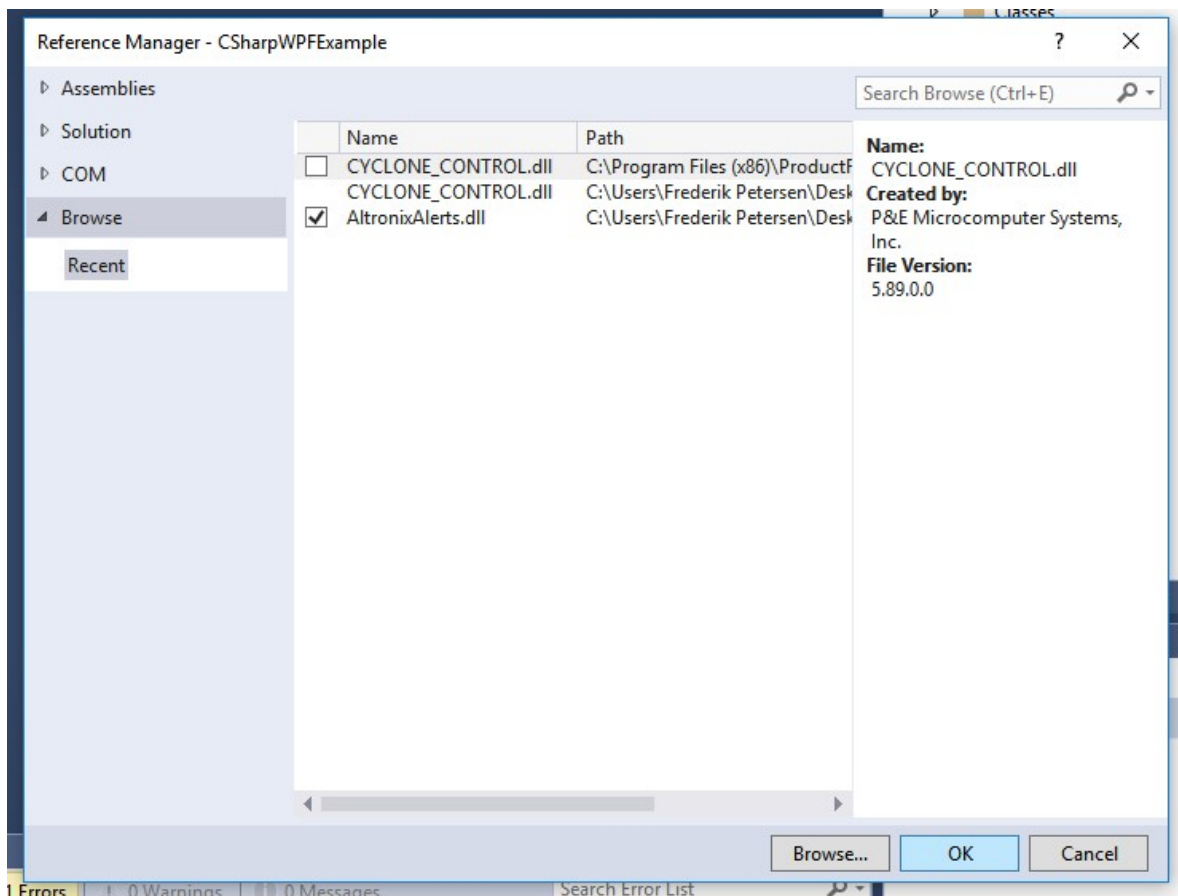 Classes
Reference Manager - CSharpWPFExample ? X
Assemblies
Search Browse (Ctrl+E)
Solution
COM
Browse
Recent
Name Path
CYCLONE_CONTROL.dll C:\Program Files (x86)\ProductF
CYCLONE_CONTROL.dll C:\Users\Frederik Petersen\Desk
AltronixAlerts.dll C:\Users\Frederik Petersen\Desk
Name:
CYCLONE_CONTROL.dll
Created by:
P&E Microcomputer Systems,
Inc.
File Version:
5.89.0.0
Browse... OK Cancel
1 Errors 0 Warnings 0 Messages Search Error List